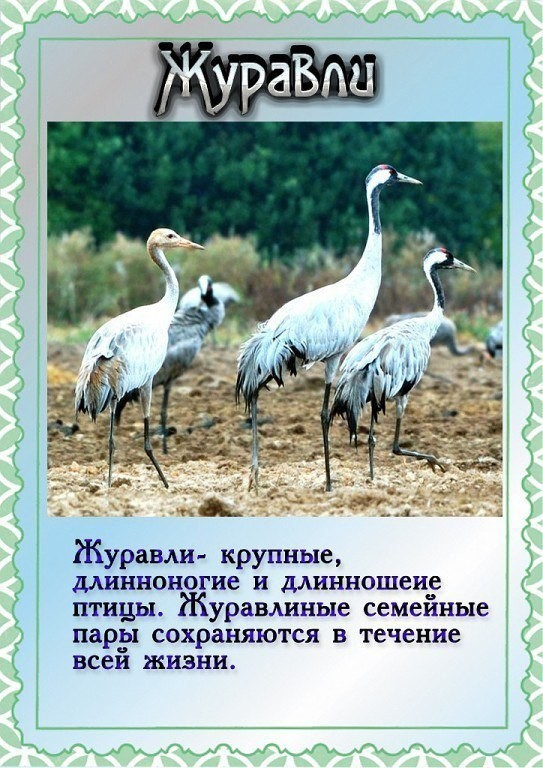 Журавли
Журавли- крупные,
длинноногие и длинношеие
птицы. Журавлиные семейные
пары сохраняются в течение
всей жизни.